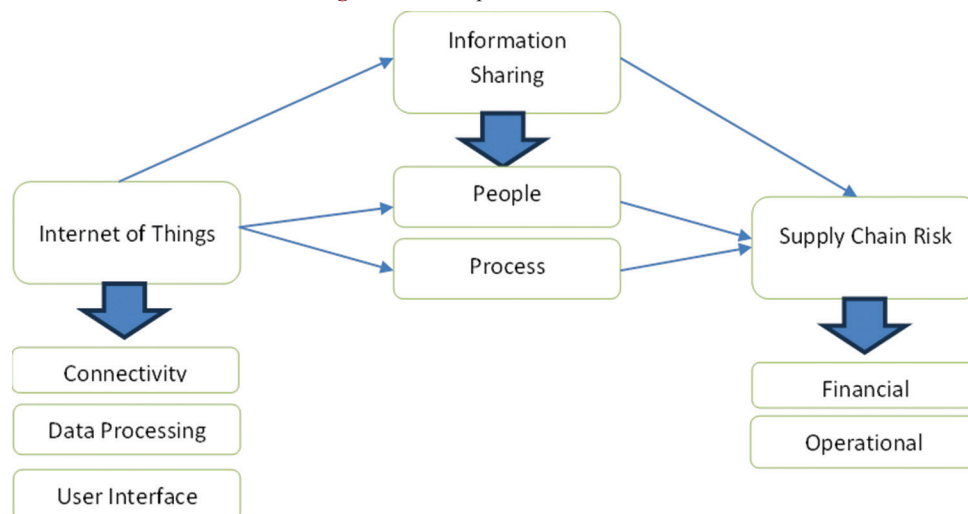 Information
Sharing
People
Internet of Things
Supply Chain Risk
Process
Connectivity
Financial
Data Processing
Operational
User Interface